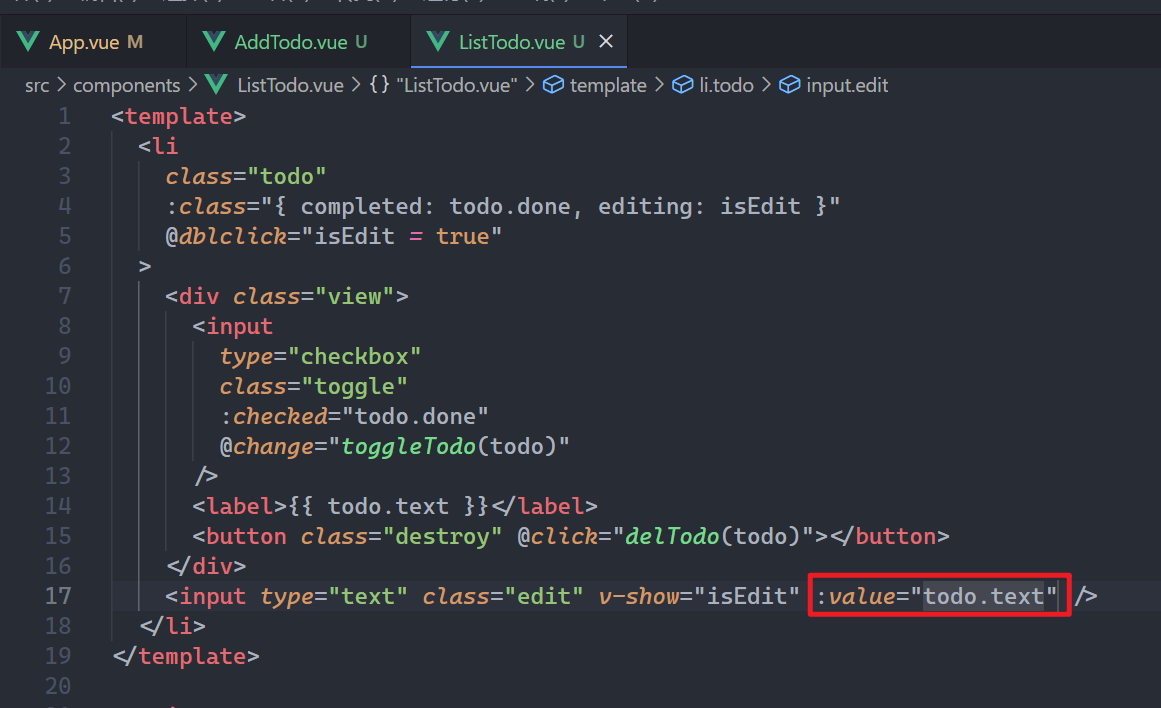 App.vue M AddTodo.vue U ListTodo.vue U
src > components > ListTodo.vue > {} "ListTodo.vue" > template > li.todo > input.edit
1 <template>
2 <li
3 class="todo"
4 :class="{ completed: todo.done, editing: isEdit }"
5 @dblclick="isEdit = true"
6 >
7 <div class="view">
8 <input
9 type="checkbox"
10 class="toggle"
11 :checked="todo.done"
12 @change="toggleTodo(todo)"
13 />
14 <label>{{ todo.text }}</label>
15 <button class="destroy" @click="delTodo(todo)"></button>
16 </div>
17 <input type="text" class="edit" v-show="isEdit" :value="todo.text" />
18 </li>
19 </template>
20